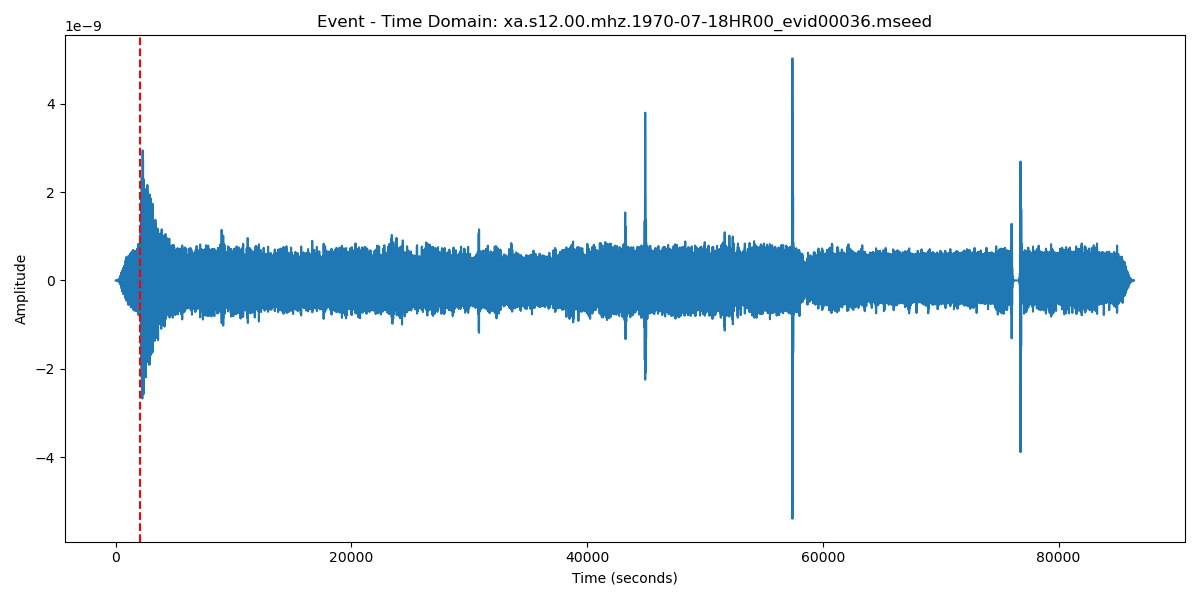 Event - Time Domain: xa.s12.00.mhz.1970-07-18HR00_evid00036.mseed
1e−9
4
2
0
−2
−4
Amplitude
0 20000 40000 60000 80000
Time (seconds)